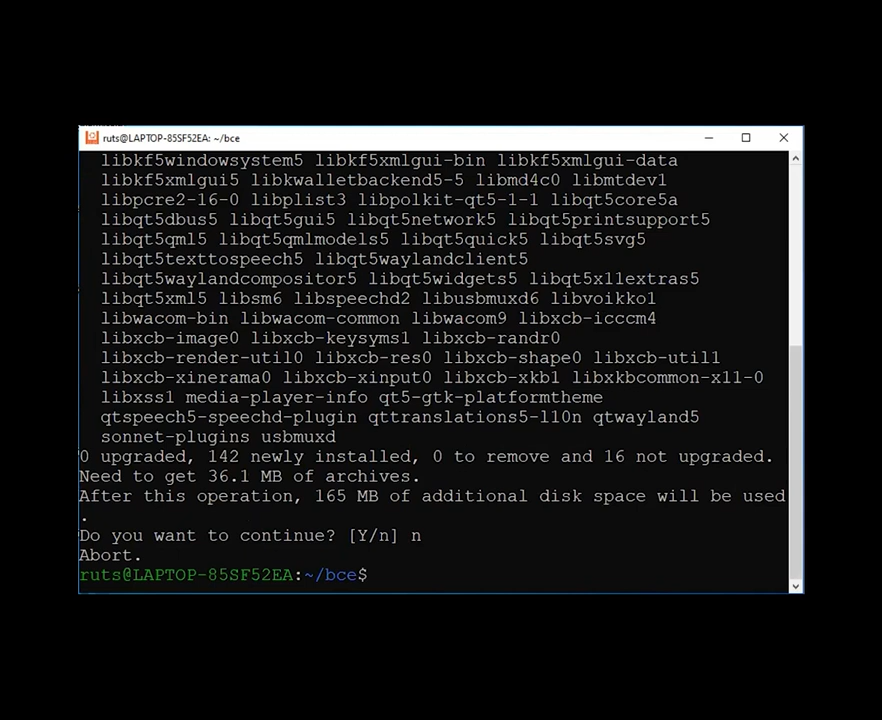 ruts@LAPTOP-85SF52EA: ~/bce
libkf5windowsystem5 libkf5xmlgui-bin libkf5xmlgui-data
libkf5xmlgui5 libkwalletbackend5-5 libmd4c0 libmtdev1
libpcre2-16-0 libplist3 libpolkit-qt5-1-1 libqt5core5a
libqt5dbus5 libqt5gui5 libqt5network5 libqt5printsupport5
libqt5qml5 libqt5qmlmodels5 libqt5quick5 libqt5svg5
libqt5texttospeech5 libqt5waylandclient5
libqt5waylandcompositor5 libqt5widgets5 libqt5x11extras5
libqt5xml5 libsm6 libspeechd2 libusbmuxd6 libvoikko1
libwacom-bin libwacom-common libwacom9 libxcb-icccm4
libxcb-image0 libxcb-keysyms1 libxcb-randr0
libxcb-render-util0 libxcb-res0 libxcb-shape0 libxcb-util1
libxcb-xinerama0 libxcb-xinput0 libxcb-xkb1 libxkbcommon-x11-0
libxss1 media-player-info qt5-gtk-platformtheme
qtspeech5-speechd-plugin qttranslations5-l10n qtwayland5
sonnet-plugins usbmuxd
0 upgraded, 142 newly installed, 0 to remove and 16 not upgraded.
Need to get 36.1 MB of archives.
After this operation, 165 MB of additional disk space will be used
.
Do you want to continue? [Y/n] n
Abort.
ruts@LAPTOP-85SF52EA:~/bce$